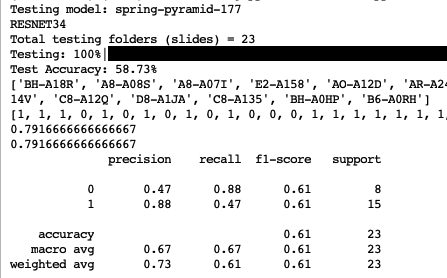 Testing model: spring-pyramid-177
RESNET34
Total testing folders (slides) = 23
Testing: 100%|
Test Accuracy: 58.73%
['BH-A18R', 'A8-A08S', 'A8-A07I', 'E2-A158', 'AO-A12D', 'AR-A24
14V', 'C8-A12Q', 'D8-A1JA', 'C8-A135', 'BH-A0HP', 'B6-A0RH']
[1, 1, 1, 0, 1, 0, 1, 0, 1, 0, 1, 0, 0, 0, 1, 1, 1, 1, 1, 1,
0.7916666666666667
0.7916666666666667
precision recall f1-score support
0 0.47 0.88 0.61 8
1 0.88 0.47 0.61 15
accuracy 0.61 23
macro avg 0.67 0.67 0.61 23
weighted avg 0.73 0.61 0.61 23